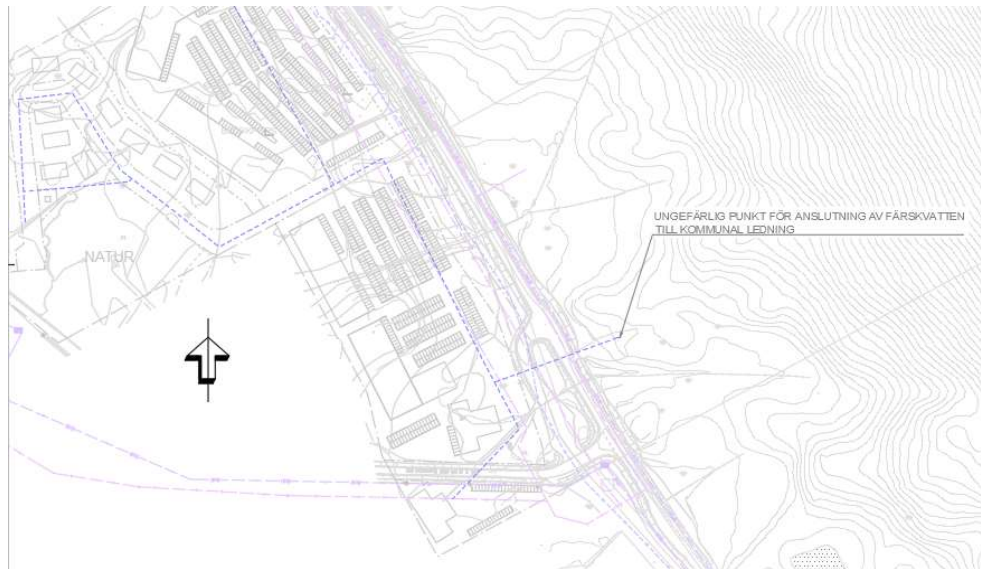 UNGEFÄRLIG PUNKT FÖR ANSLUTNING AV FÄRSKVATTEN
TILL KOMMUNAL LEDNING
NATUR